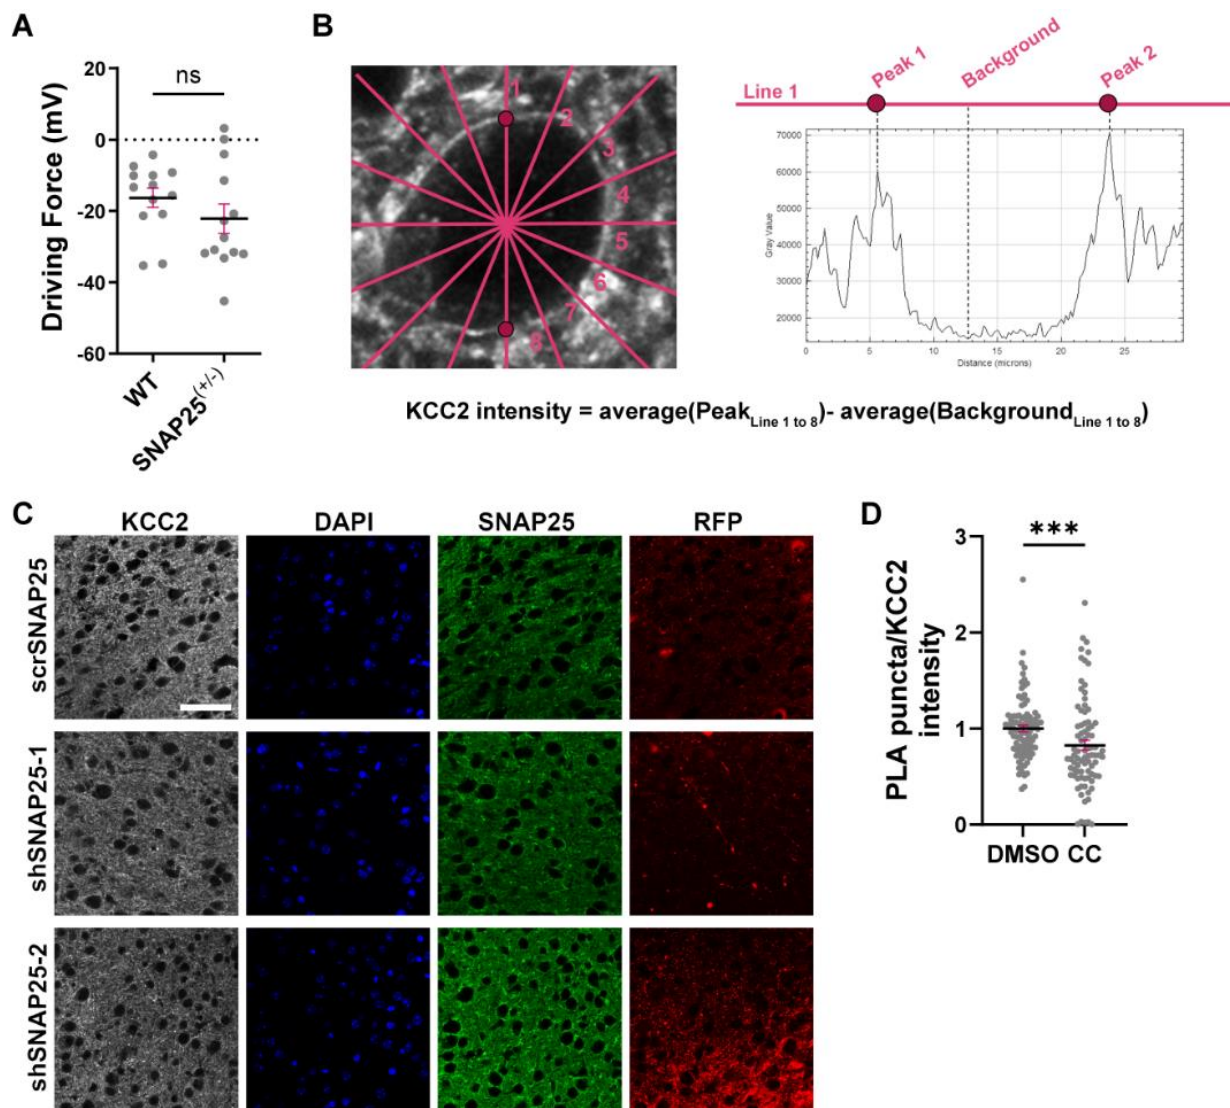 A
ns
20
0
-20
-40
-60
Driving Force (mV)
WT
SNAP25(+/-)
B
1
2
3
4
5
6
7
8
Line 1
Peak 1
Background
Peak 2
70000
60000
50000
40000
30000
20000
Gray Value
0
5
10
15
20
25
Distance (microns)
KCC2 intensity = average(PeakLine 1 to 8)- average(BackgroundLine 1 to 8)
C
KCC2
DAPI
SNAP25
RFP
scrSNAP25
shSNAP25-1
shSNAP25-2
D
***
3
2
1
0
PLA puncta/KCC2
intensity
DMSO CC